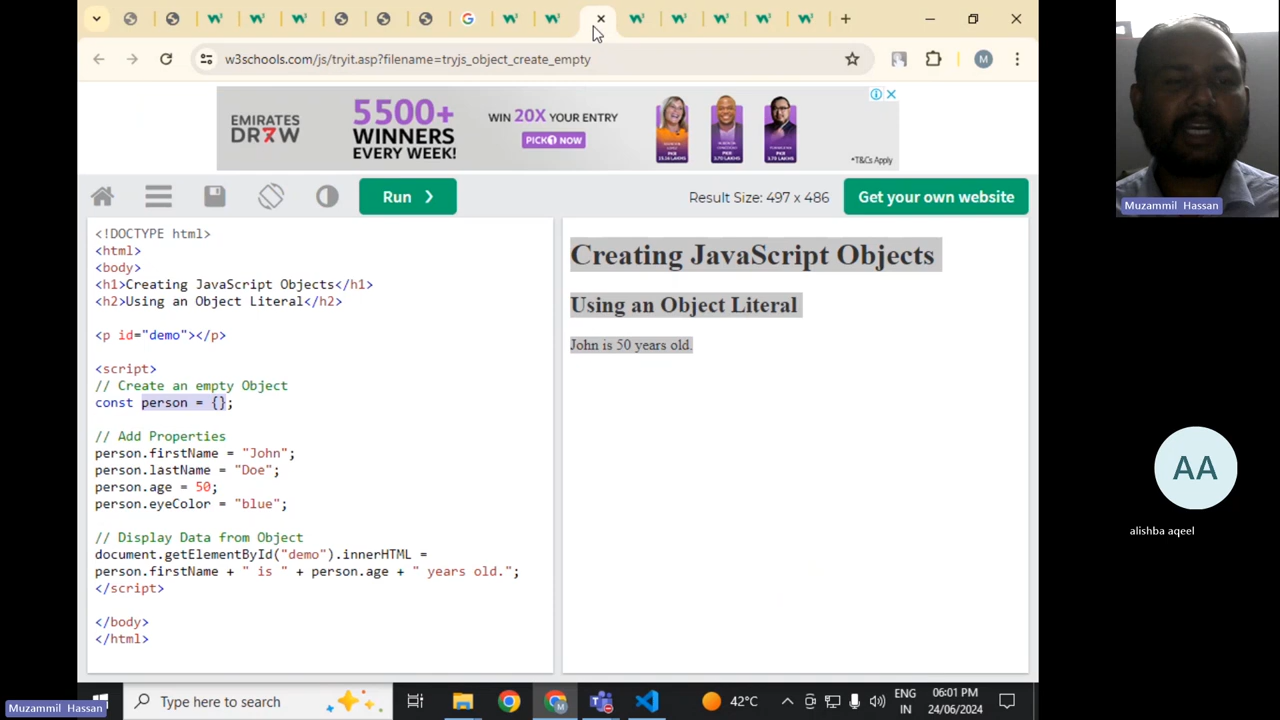 w3schools.com/js/tryit.asp?filename=tryjs_object_create_empty
M
EMIRATES
DR7W
5500+
WINNERS
EVERY WEEK!
WIN 20X YOUR ENTRY
PICK1 NOW
*T&Cs Apply
Run ❯
Result Size: 497 x 486
Get your own website
<!DOCTYPE html>
<html>
<body>
<h1>Creating JavaScript Objects</h1>
<h2>Using an Object Literal</h2>
<p id="demo"></p>
<script>
// Create an empty Object
const person = {};
// Add Properties
person.firstName = "John";
person.lastName = "Doe";
person.age = 50;
person.eyeColor = "blue";
// Display Data from Object
document.getElementById("demo").innerHTML =
person.firstName + " is " + person.age + " years old.";
</script>
</body>
</html>
Creating JavaScript Objects
Using an Object Literal
John is 50 years old.
Muzammil Hassan
AA
alishba aqeel
Type here to search
42°C
ENG
IN
06:01 PM
24/06/2024
Muzammil Hassan